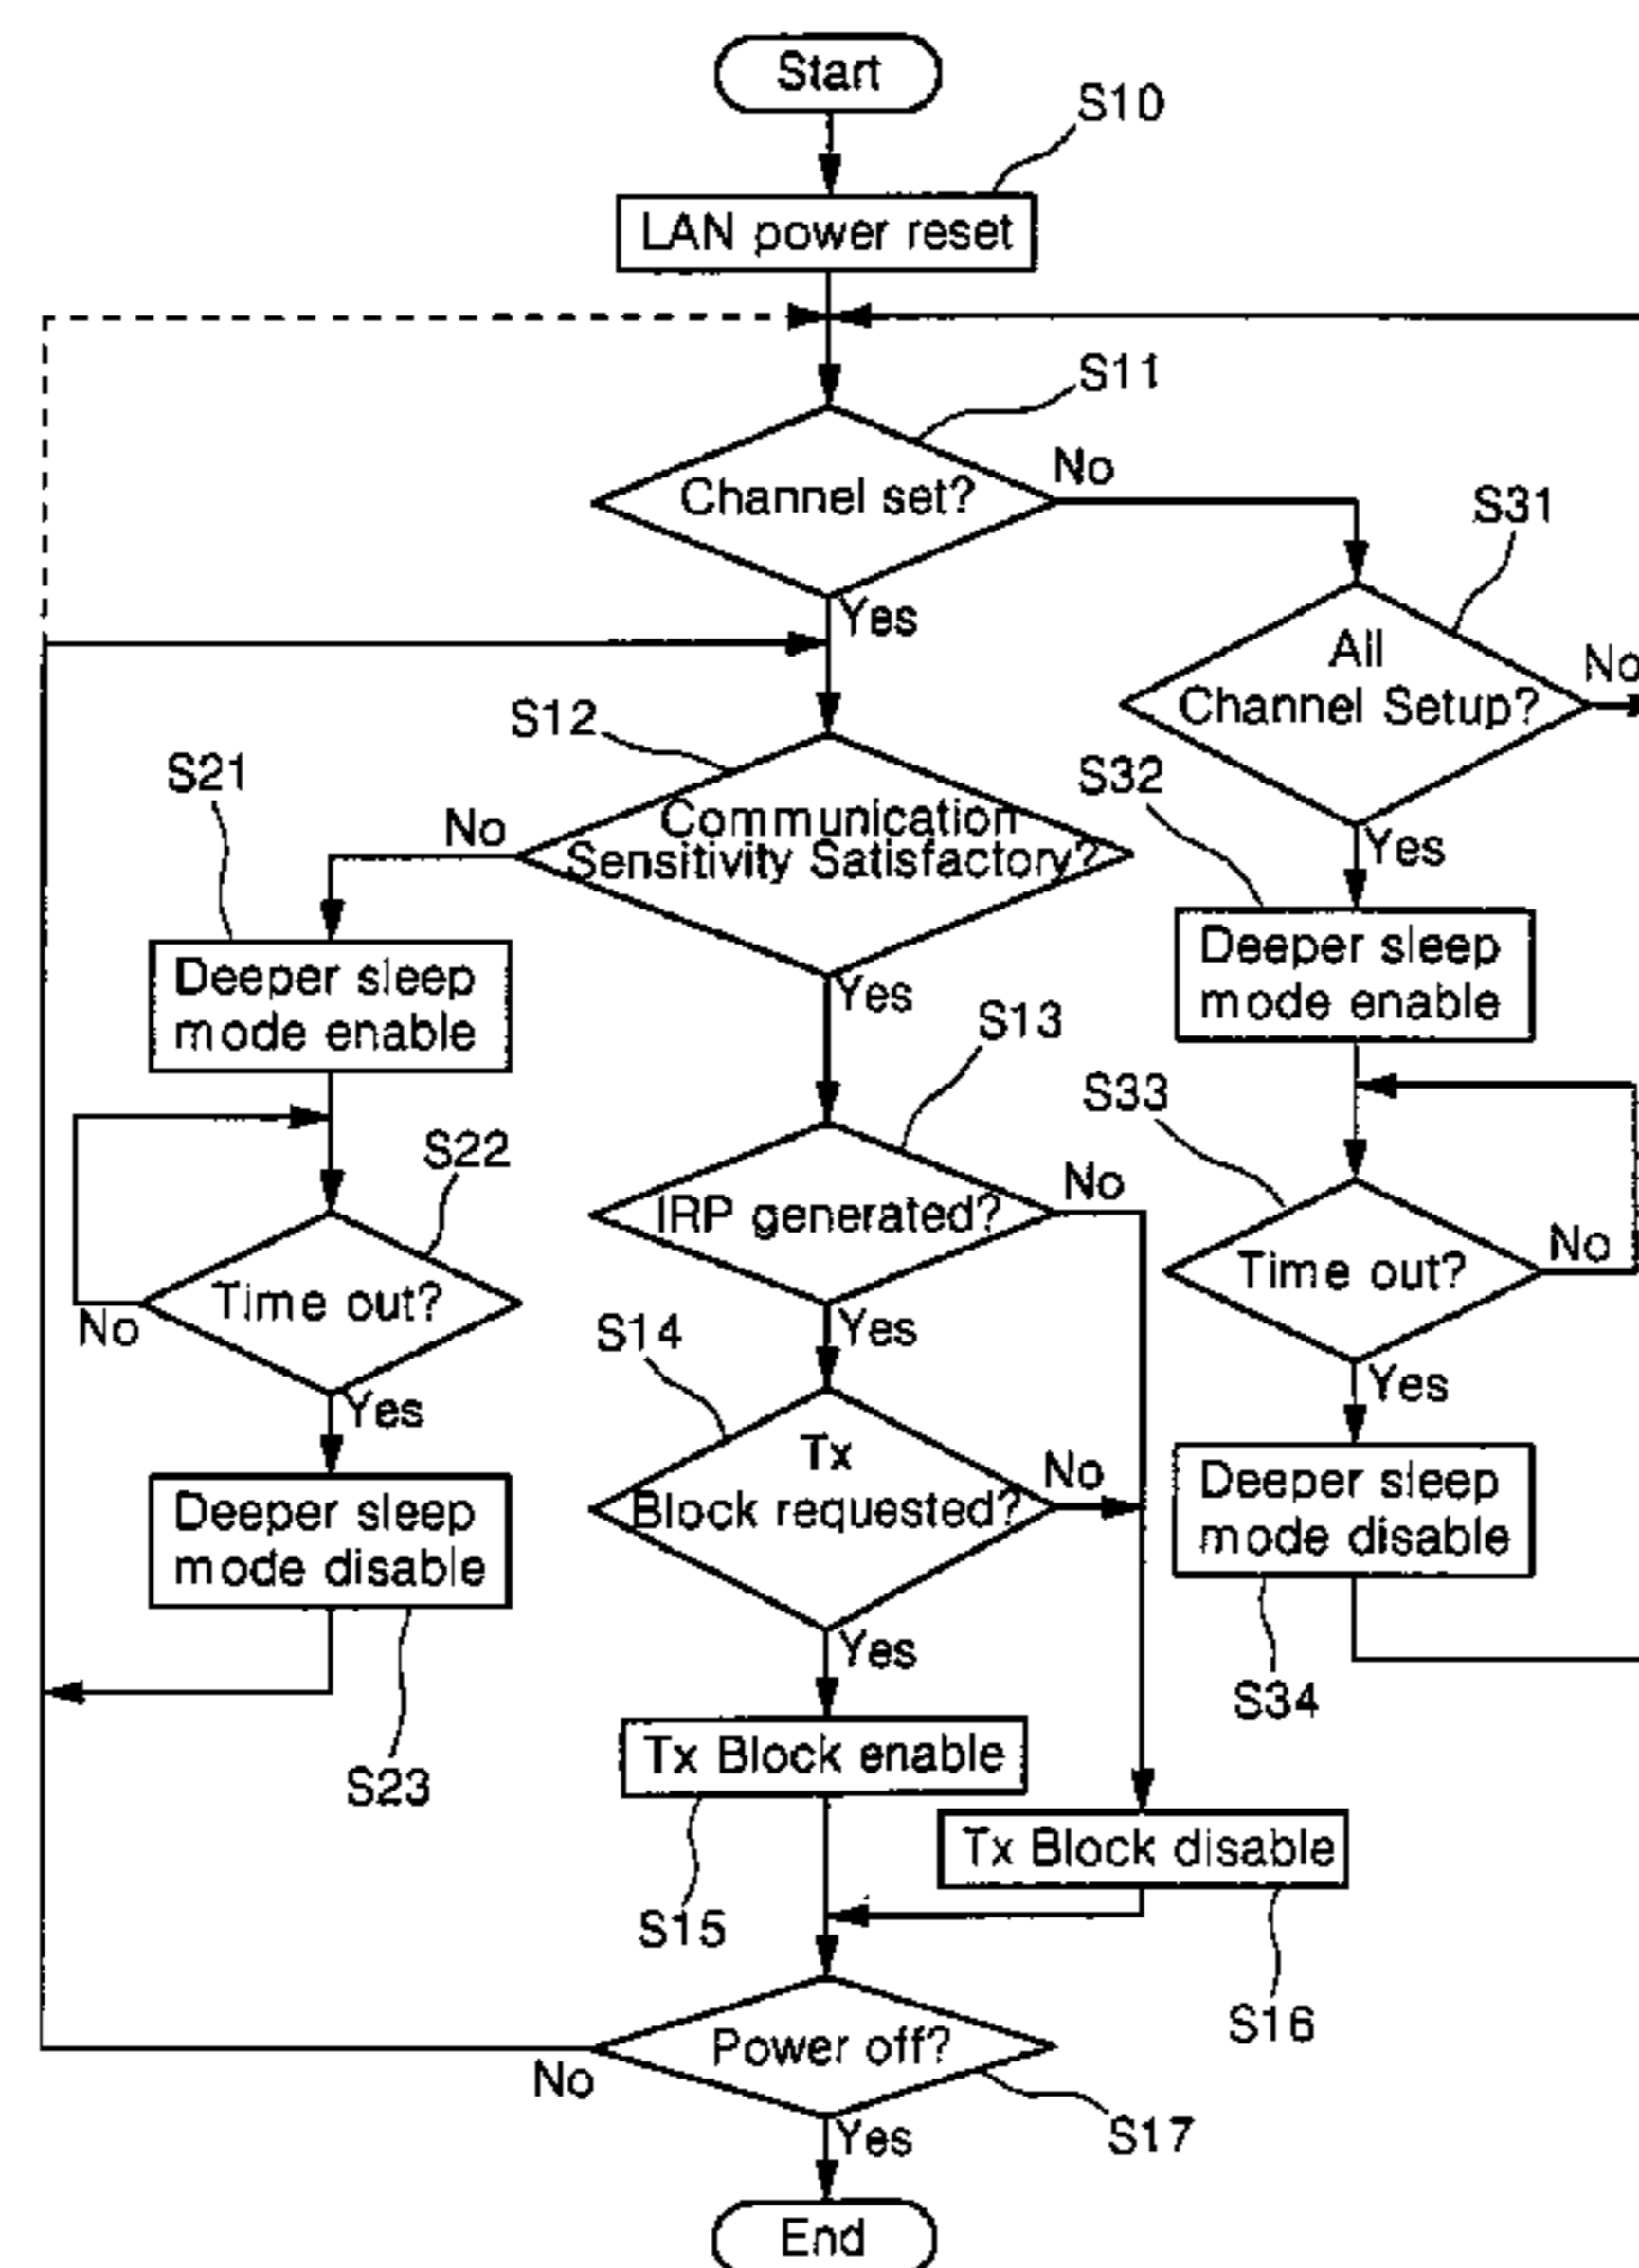 Start
S10
LAN power reset
S11
Channel set?
No
Yes
S31
All
Channel Setup?
No
Yes
S12
Communication
Sensitivity Satisfactory?
No
Yes
S21
Deeper sleep
mode enable
S32
Deeper sleep
mode enable
S13
IRP generated?
No
Yes
S22
Time out?
No
Yes
S33
Time out?
No
Yes
S14
Tx
Block requested?
No
Yes
Deeper sleep
mode disable
S23
Deeper sleep
mode disable
S34
Tx Block enable
S15
Tx Block disable
S16
Power off?
No
S17
Yes
End